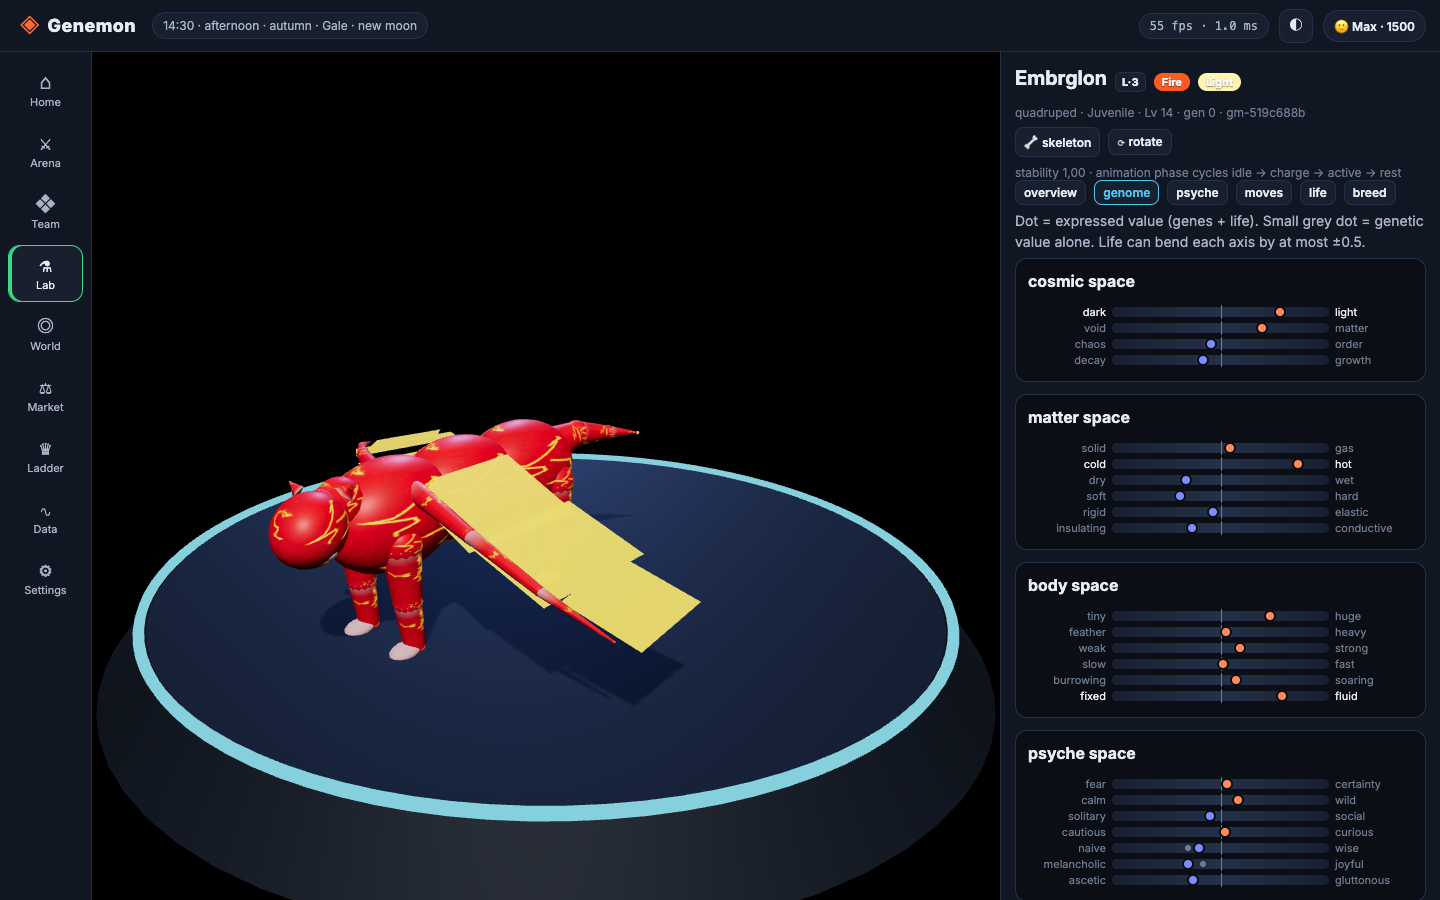 Genemon
14:30 · afternoon · autumn · Gale · new moon
55 fps · 1.0 ms
Max · 1500
Home
Arena
Team
Lab
World
Market
Ladder
Data
Settings
Embrglon L·3 Fire Light
quadruped · Juvenile · Lv 14 · gen 0 · gm-519c688b
skeleton rotate
stability 1,00 · animation phase cycles idle → charge → active → rest
overview genome psyche moves life breed
Dot = expressed value (genes + life). Small grey dot = genetic
value alone. Life can bend each axis by at most ±0.5.
cosmic space
dark light
void matter
chaos order
decay growth
matter space
solid gas
cold hot
dry wet
soft hard
rigid elastic
insulating conductive
body space
tiny huge
feather heavy
weak strong
slow fast
burrowing soaring
fixed fluid
psyche space
fear certainty
calm wild
solitary social
cautious curious
naive wise
melancholic joyful
ascetic gluttonous